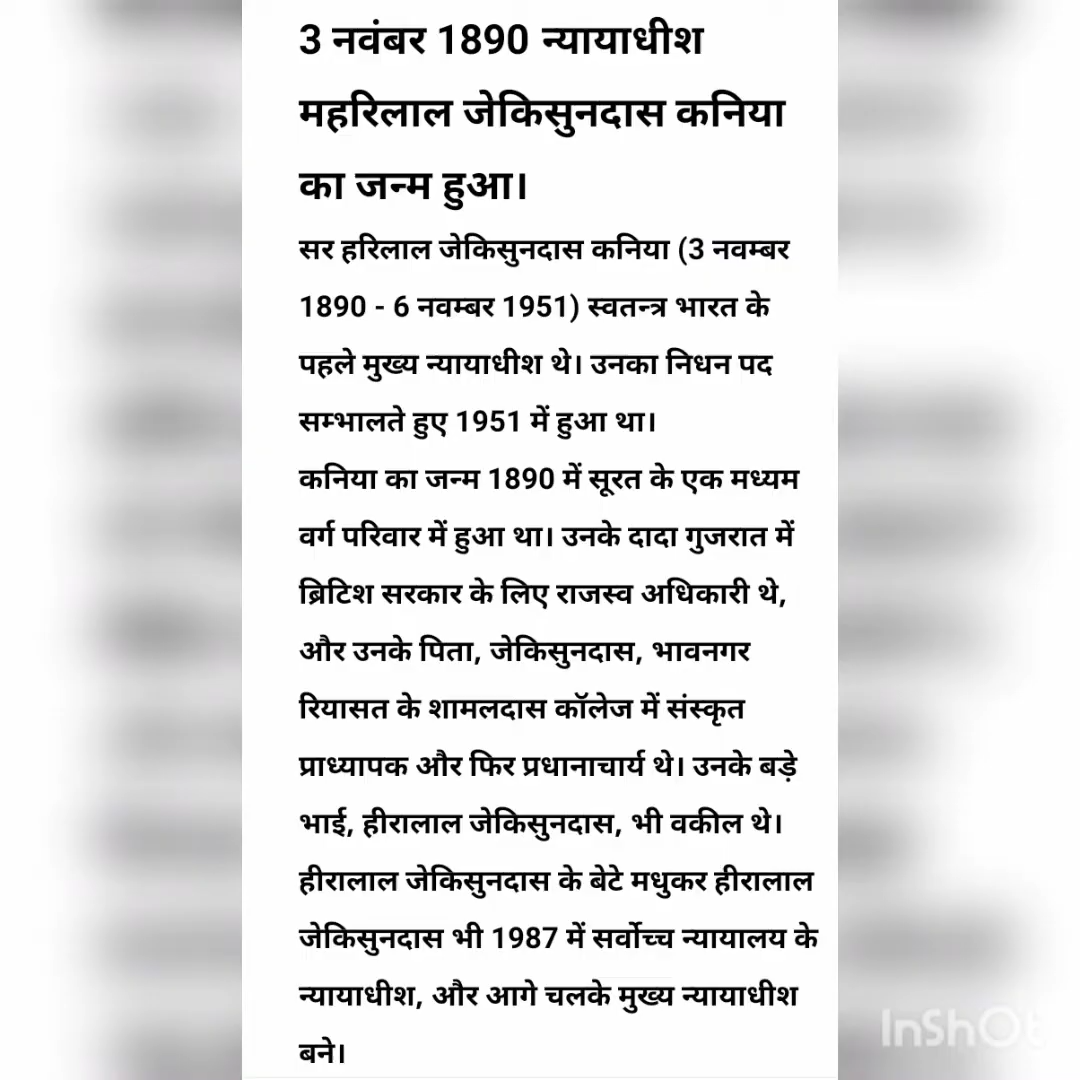 3 नवंबर 1890 न्यायाधीश
महरिलाल जेकिसुनदास कनिया
का जन्म हुआ।
सर हरिलाल जेकिसुनदास कनिया (3 नवम्बर
1890 - 6 नवम्बर 1951) स्वतन्त्र भारत के
पहले मुख्य न्यायाधीश थे। उनका निधन पद
सम्भालते हुए 1951 में हुआ था।
कनिया का जन्म 1890 में सूरत के एक मध्यम
वर्ग परिवार में हुआ था। उनके दादा गुजरात में
ब्रिटिश सरकार के लिए राजस्व अधिकारी थे,
और उनके पिता, जेकिसुनदास, भावनगर
रियासत के शामलदास कॉलेज में संस्कृत
प्राध्यापक और फिर प्रधानाचार्य थे। उनके बड़े
भाई, हीरालाल जेकिसुनदास, भी वकील थे।
हीरालाल जेकिसुनदास के बेटे मधुकर हीरालाल
जेकिसुनदास भी 1987 में सर्वोच्च न्यायालय के
न्यायाधीश, और आगे चलके मुख्य न्यायाधीश
बने।
InShOt